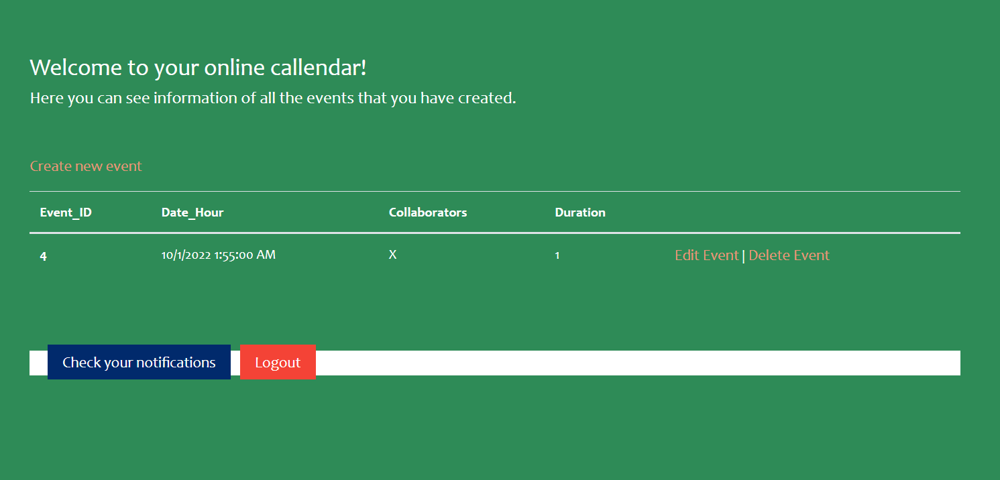 Welcome to your online callendar!
Here you can see information of all the events that you have created.
Create new event
Event_ID Date_Hour Collaborators Duration
4 10/1/2022 1:55:00 AM X 1 Edit Event | Delete Event
Check your notifications Logout